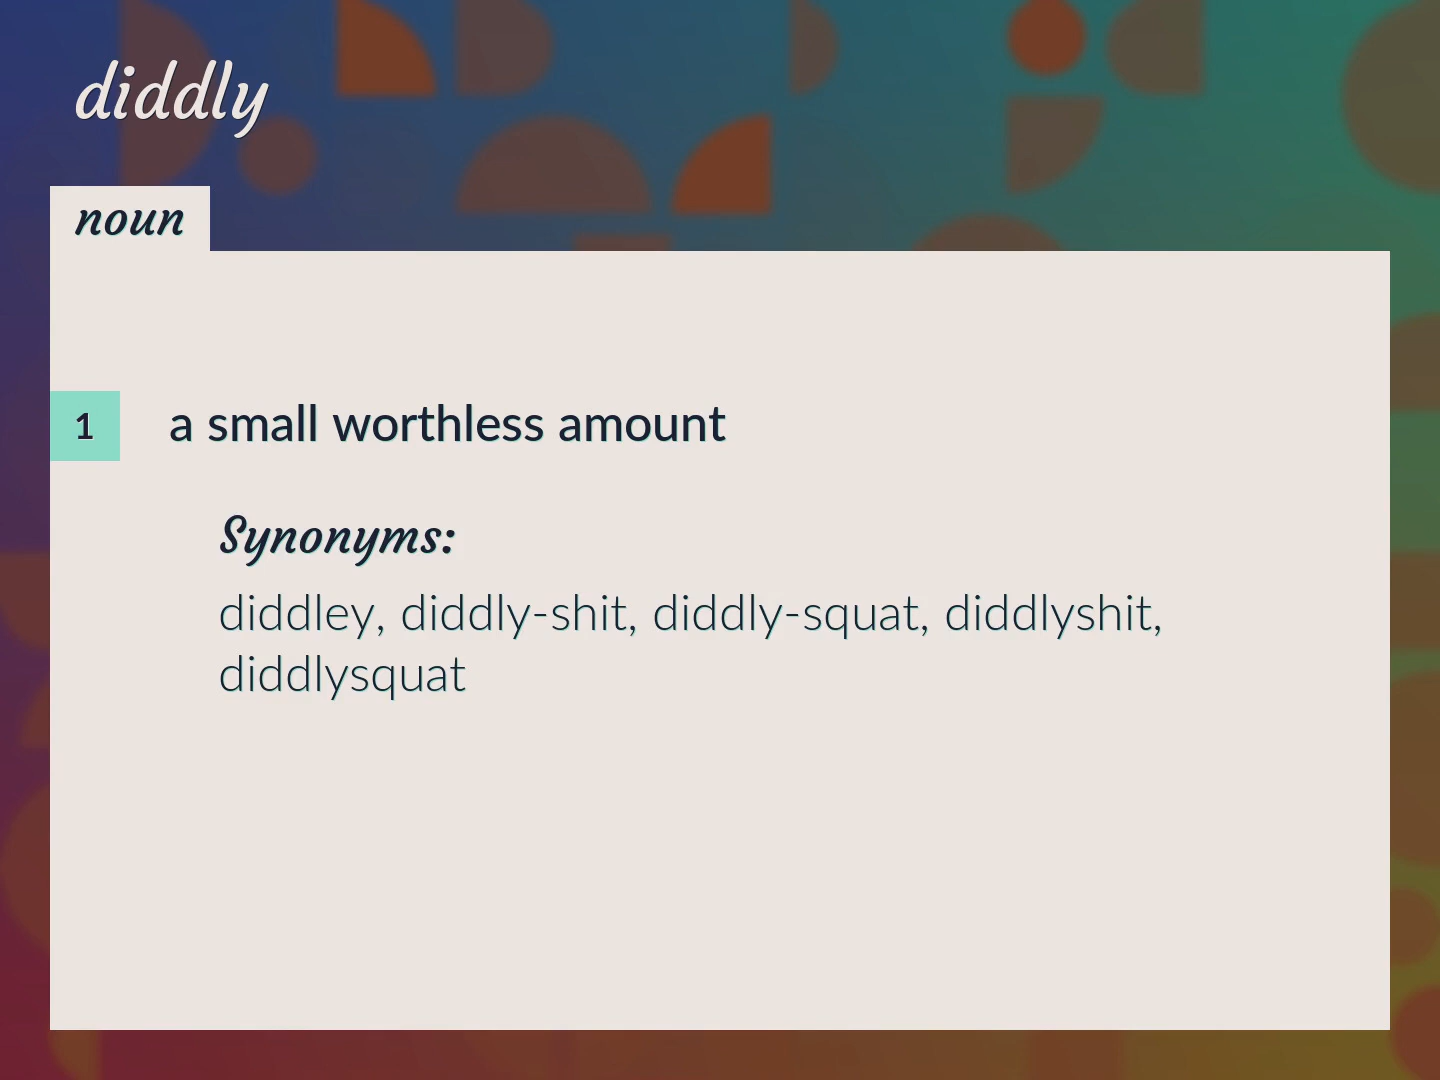 diddly
noun
1 a small worthless amount
Synonyms:
diddley, diddly-shit, diddly-squat, diddlyshit,
diddlysquat